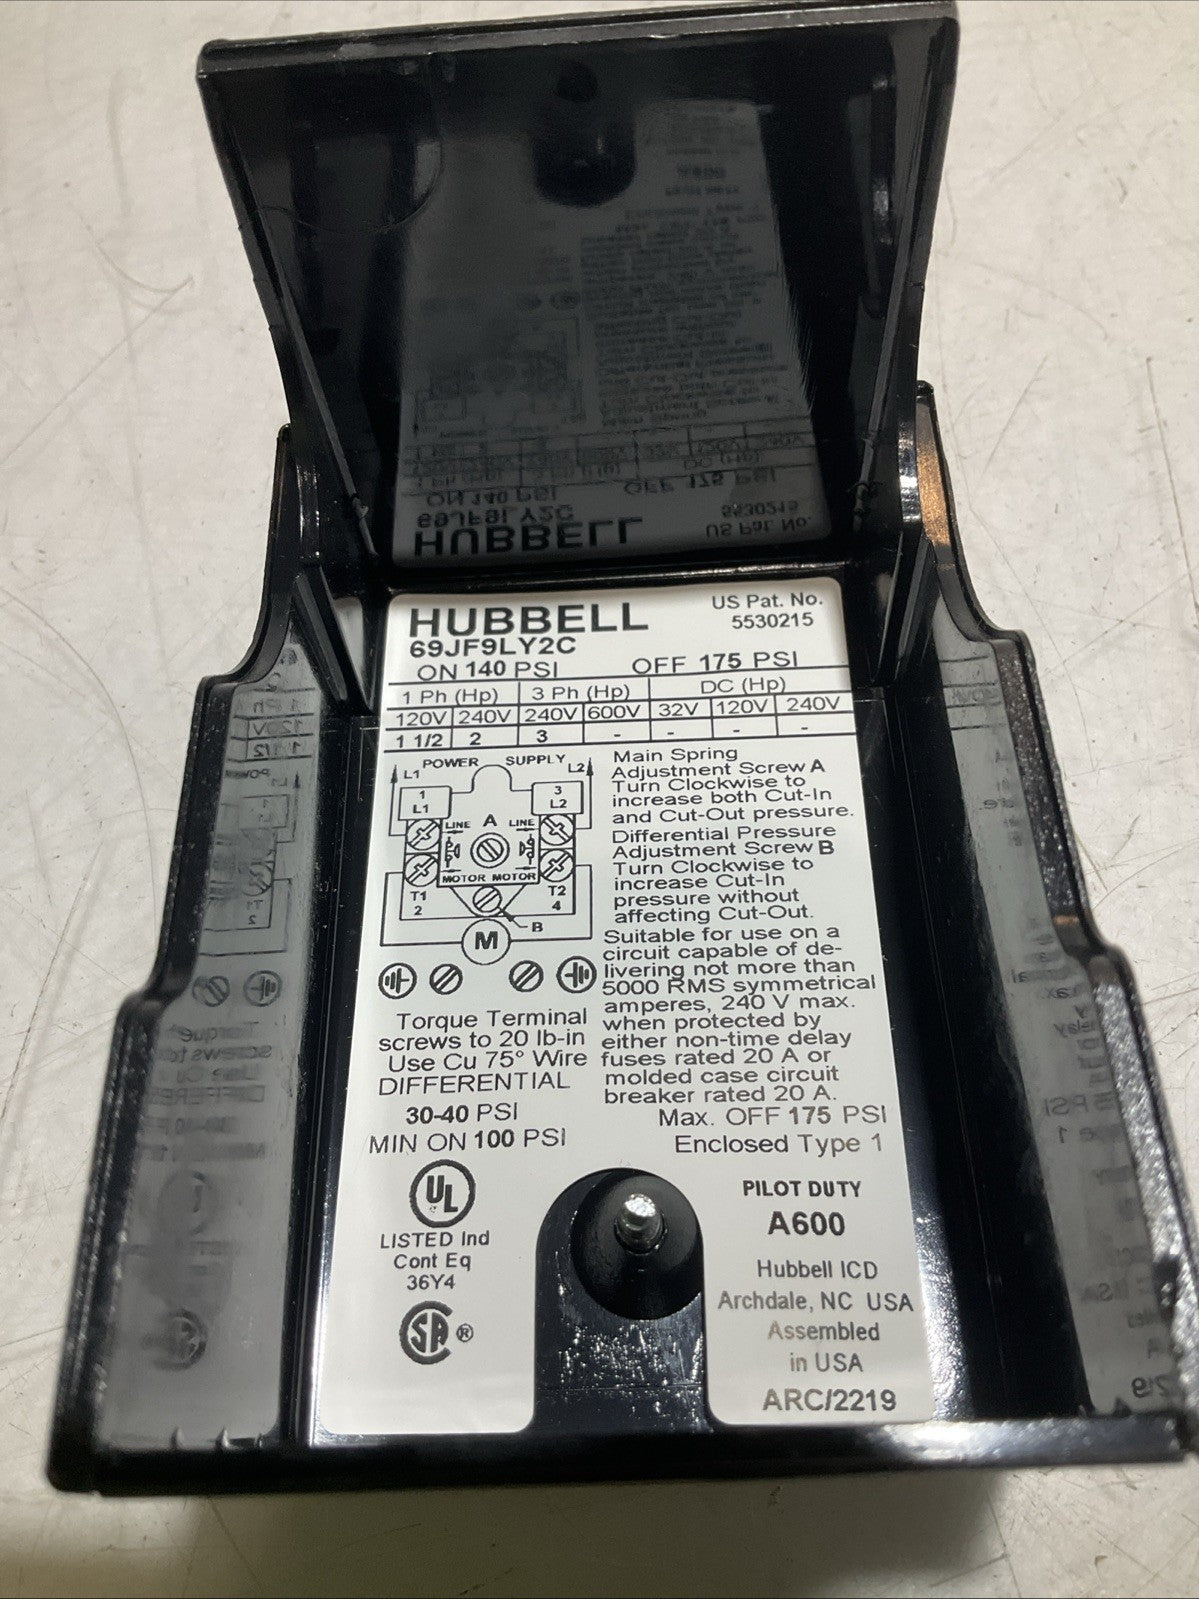 HUBBELL
US Pat. No.
5530215
69JF9LY2C
ON 140 PSI OFF 175 PSI
1 Ph (Hp) 3 Ph (Hp) DC (Hp)
120V 240V 240V 600V 32V 120V 240V
1 1/2 2 3 - - - -
POWER SUPPLY
L1 L2
1 3
L1 L2
LINE A LINE
MOTOR MOTOR
T1 T2
2 4
B
M
Main Spring
Adjustment Screw A
Turn Clockwise to
increase both Cut-In
and Cut-Out pressure.
Differential Pressure
Adjustment Screw B
Turn Clockwise to
increase Cut-In
pressure without
affecting Cut-Out.
Suitable for use on a
circuit capable of de-
livering not more than
5000 RMS symmetrical
amperes, 240 V max.
when protected by
either non-time delay
fuses rated 20 A or
molded case circuit
breaker rated 20 A.
Torque Terminal
screws to 20 lb-in
Use Cu 75° Wire
DIFFERENTIAL
30-40 PSI
MIN ON 100 PSI
Max. OFF 175 PSI
Enclosed Type 1
UL
LISTED Ind
Cont Eq
36Y4
SA ®
PILOT DUTY
A600
Hubbell ICD
Archdale, NC USA
Assembled
in USA
ARC/2219